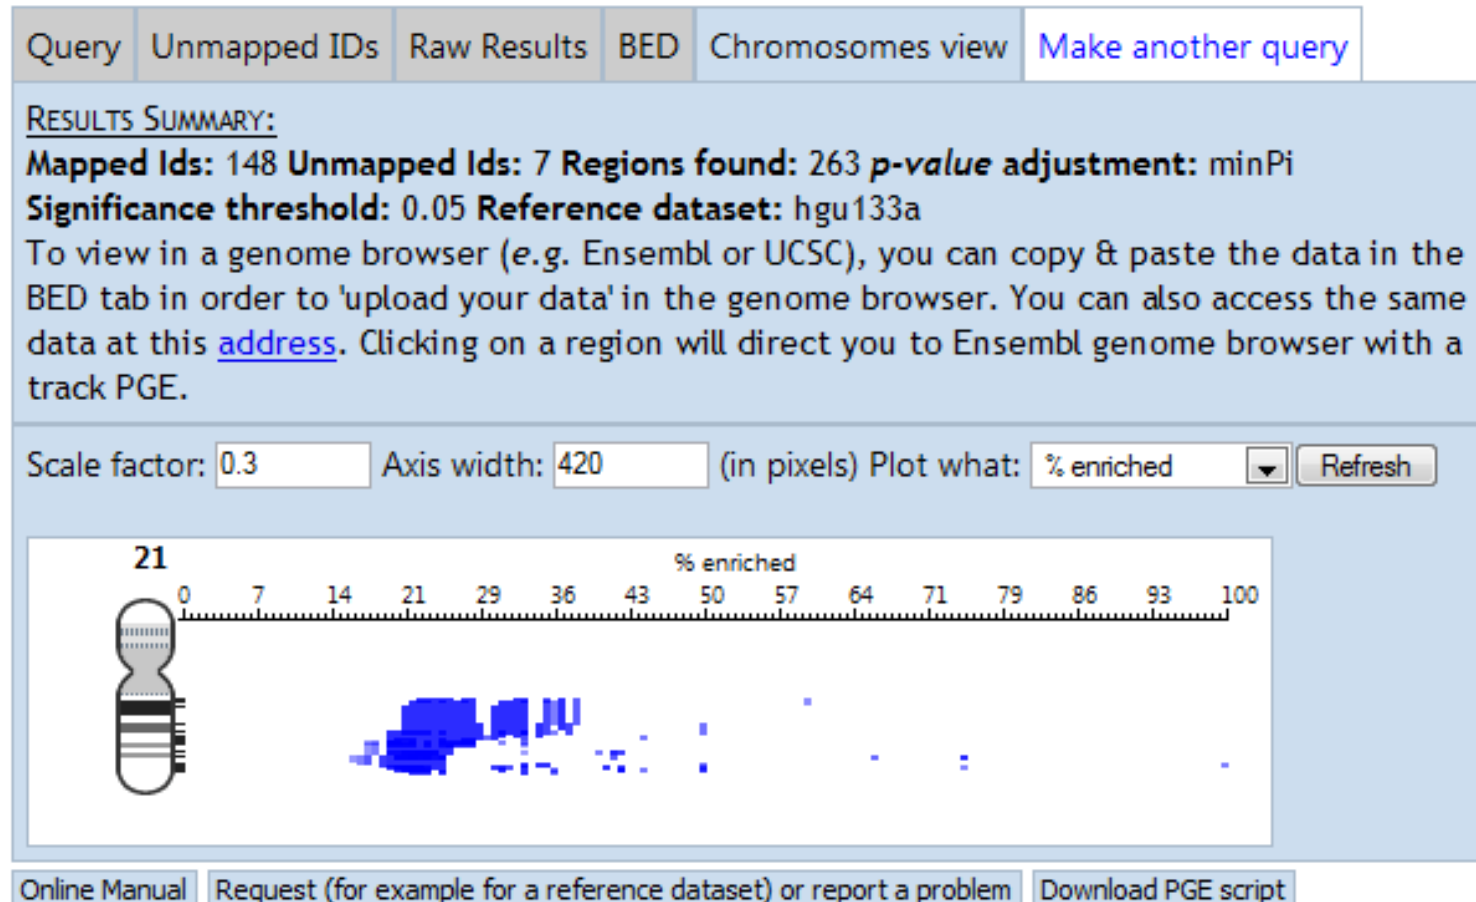 Query Unmapped IDs Raw Results BED Chromosomes view Make another query
RESULTS SUMMARY:
Mapped Ids: 148 Unmapped Ids: 7 Regions found: 263 p-value adjustment: minPi
Significance threshold: 0.05 Reference dataset: hgu133a
To view in a genome browser (e.g. Ensembl or UCSC), you can copy & paste the data in the
BED tab in order to 'upload your data' in the genome browser. You can also access the same
data at this address. Clicking on a region will direct you to Ensembl genome browser with a
track PGE.
Scale factor: 0.3 Axis width: 420 (in pixels) Plot what: % enriched Refresh
21 % enriched
0 7 14 21 29 36 43 50 57 64 71 79 86 93 100
Online Manual Request (for example for a reference dataset) or report a problem Download PGE script